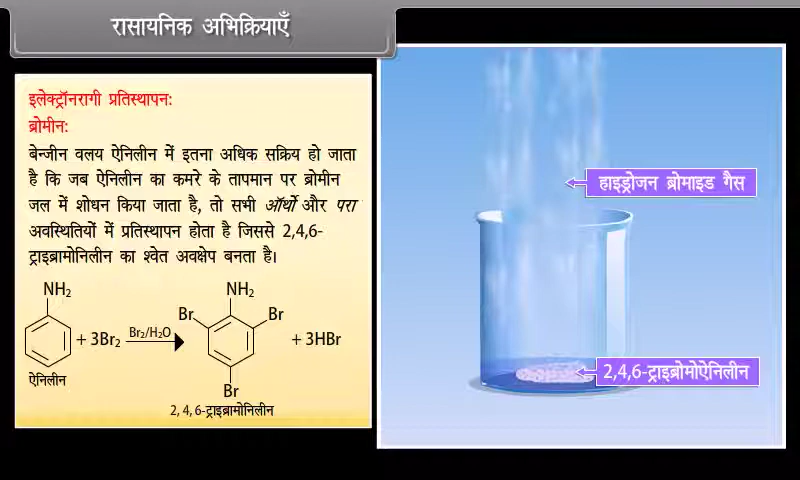 रासायनिक अभिक्रियाएँ
इलेक्ट्रॉनरागी प्रतिस्थापन:
ब्रोमीन:
बेन्जीन वलय ऐनिलीन में इतना अधिक सक्रिय हो जाता
है कि जब ऐनिलीन का कमरे के तापमान पर ब्रोमीन
जल में शोधन किया जाता है, तो सभी ऑर्थो और परा
अवस्थितियों में प्रतिस्थापन होता है जिससे 2,4,6-
ट्राइब्रामोनिलीन का श्वेत अवक्षेप बनता है।
NH₂
NH₂
Br
Br
+ 3Br₂
Br₂/H₂O
+ 3HBr
ऐनिलीन
Br
2, 4, 6-ट्राइब्रामोनिलीन
हाइड्रोजन ब्रोमाइड गैस
2,4,6-ट्राइब्रोमोऐनिलीन